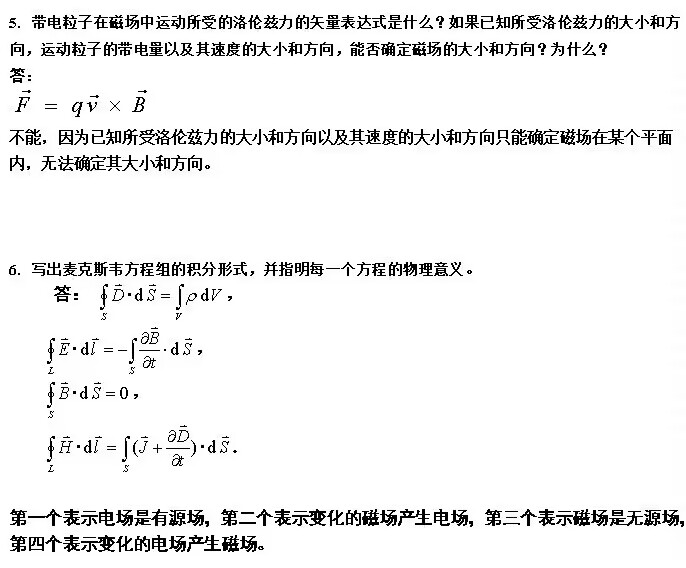 5. 带电粒子在磁场中运动所受的洛伦兹力的矢量表达式是什么？如果已知所受洛伦兹力的大小和方
向，运动粒子的带电量以及其速度的大小和方向，能否确定磁场的大小和方向？为什么？
答：
$\vec{F} = q\vec{v} \times \vec{B}$
不能，因为已知所受洛伦兹力的大小和方向以及其速度的大小和方向只能确定磁场在某个平面
内，无法确定其大小和方向。
6. 写出麦克斯韦方程组的积分形式，并指明每一个方程的物理意义。
答： $\oint_S \vec{D} \cdot d\vec{S} = \int_V \rho dV$，
$\oint_L \vec{E} \cdot d\vec{l} = -\int_S \frac{\partial \vec{B}}{\partial t} \cdot d\vec{S}$，
$\oint_S \vec{B} \cdot d\vec{S} = 0$，
$\oint_L \vec{H} \cdot d\vec{l} = \int_S (\vec{J} + \frac{\partial \vec{D}}{\partial t}) \cdot d\vec{S}$.
第一个表示电场是有源场，第二个表示变化的磁场产生电场，第三个表示磁场是无源场，
第四个表示变化的电场产生磁场。